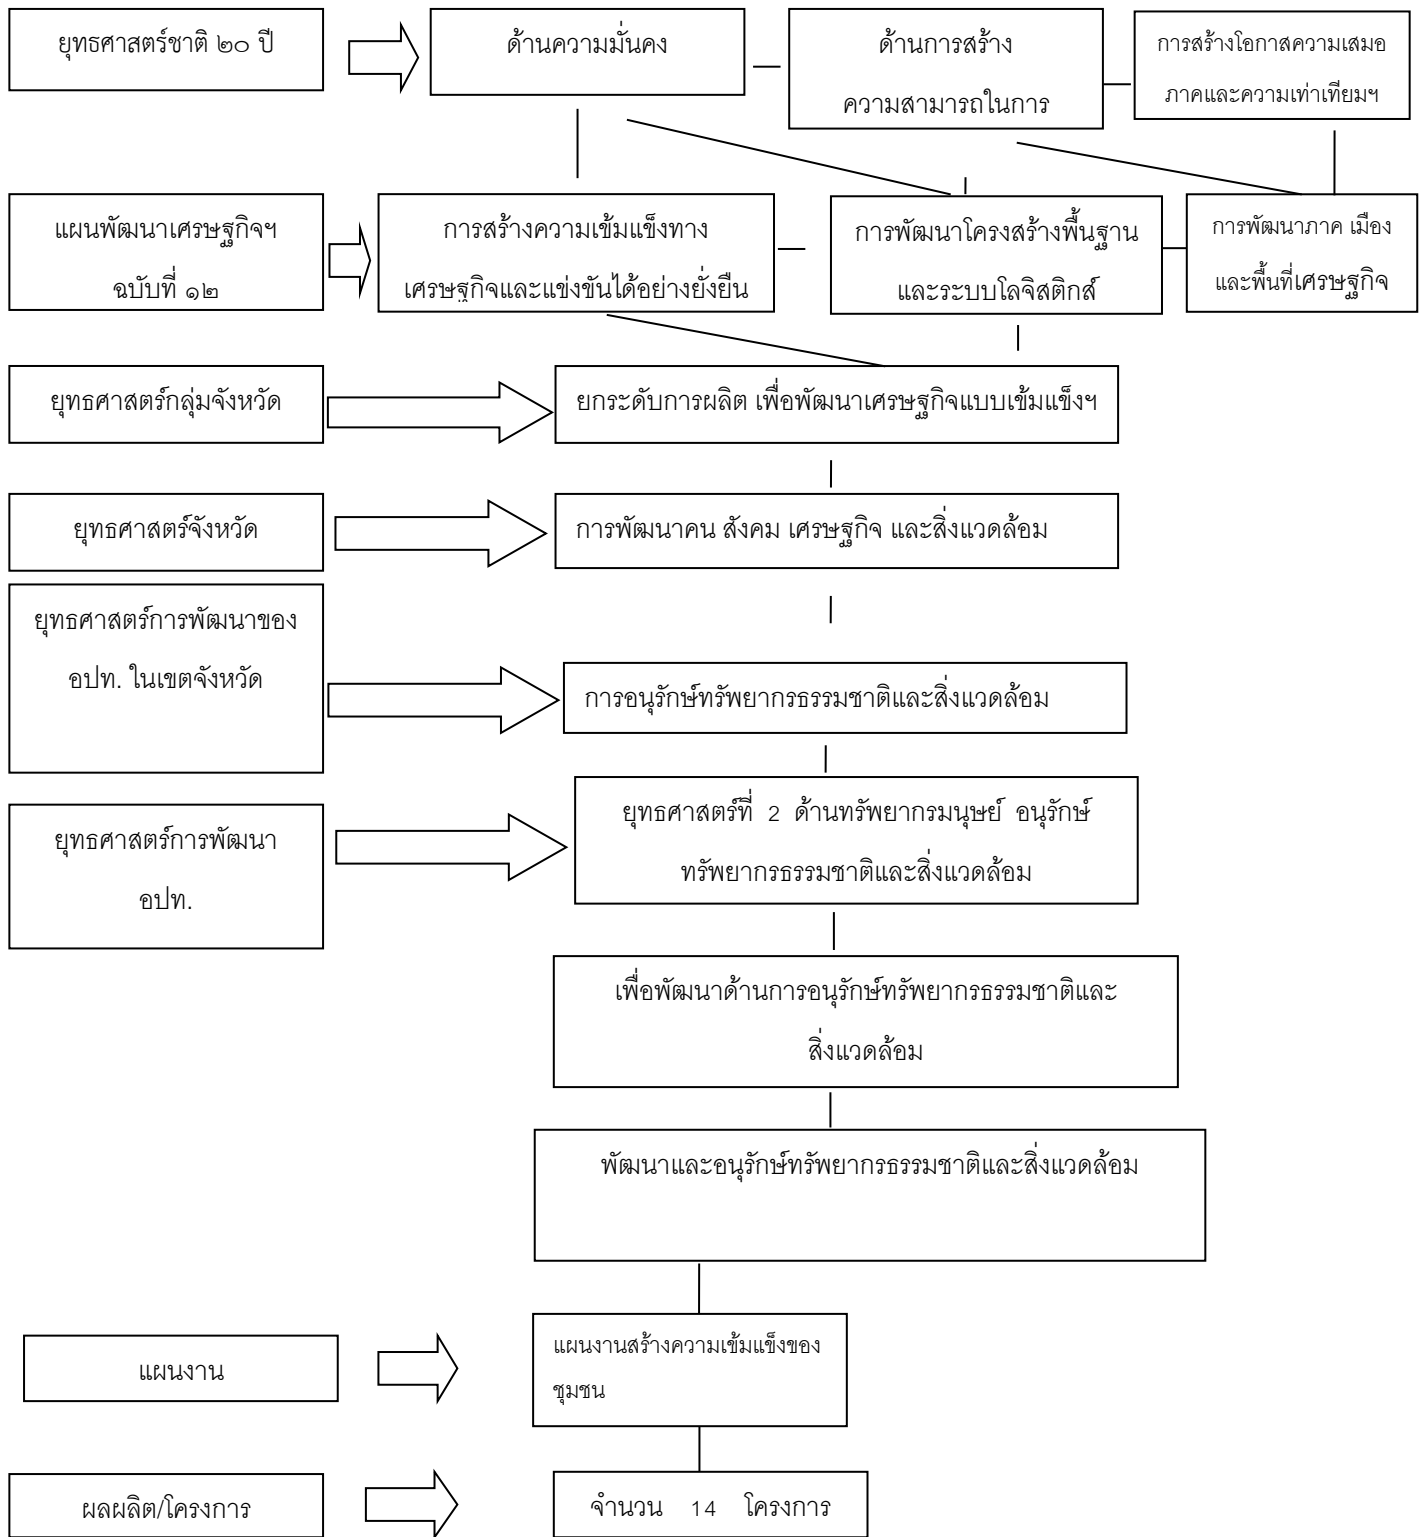 ยุทธศาสตร์ชาติ ๒๐ ปี
ด้านความมั่นคง
ด้านการสร้าง
ความสามารถในการ
การสร้างโอกาสความเสมอ
ภาคและความเท่าเทียมฯ
แผนพัฒนาเศรษฐกิจฯ
ฉบับที่ ๑๒
การสร้างความเข้มแข็งทาง
เศรษฐกิจและแข่งขันได้อย่างยั่งยืน
การพัฒนาโครงสร้างพื้นฐาน
และระบบโลจิสติกส์
การพัฒนาภาค เมือง
และพื้นที่เศรษฐกิจ
ยุทธศาสตร์กลุ่มจังหวัด
ยกระดับการผลิต เพื่อพัฒนาเศรษฐกิจแบบเข้มแข็งฯ
ยุทธศาสตร์จังหวัด
การพัฒนาคน สังคม เศรษฐกิจ และสิ่งแวดล้อม
ยุทธศาสตร์การพัฒนาของ
อปท. ในเขตจังหวัด
การอนุรักษ์ทรัพยากรธรรมชาติและสิ่งแวดล้อม
ยุทธศาสตร์การพัฒนา
อปท.
ยุทธศาสตร์ที่ 2 ด้านทรัพยากรมนุษย์ อนุรักษ์
ทรัพยากรธรรมชาติและสิ่งแวดล้อม
เพื่อพัฒนาด้านการอนุรักษ์ทรัพยากรธรรมชาติและ
สิ่งแวดล้อม
พัฒนาและอนุรักษ์ทรัพยากรธรรมชาติและสิ่งแวดล้อม
แผนงาน
แผนงานสร้างความเข้มแข็งของ
ชุมชน
ผลผลิต/โครงการ
จำนวน 14 โครงการ